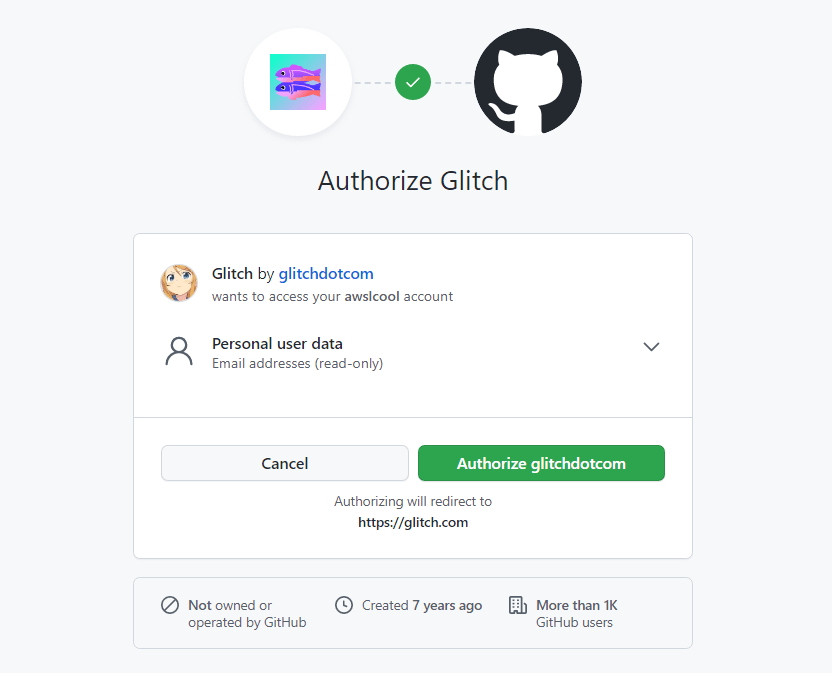 Authorize Glitch
Glitch by glitchdotcom
wants to access your awslcool account
Personal user data
Email addresses (read-only)
Cancel
Authorize glitchdotcom
Authorizing will redirect to
https://glitch.com
Not owned or
operated by GitHub
Created 7 years ago
More than 1K
GitHub users